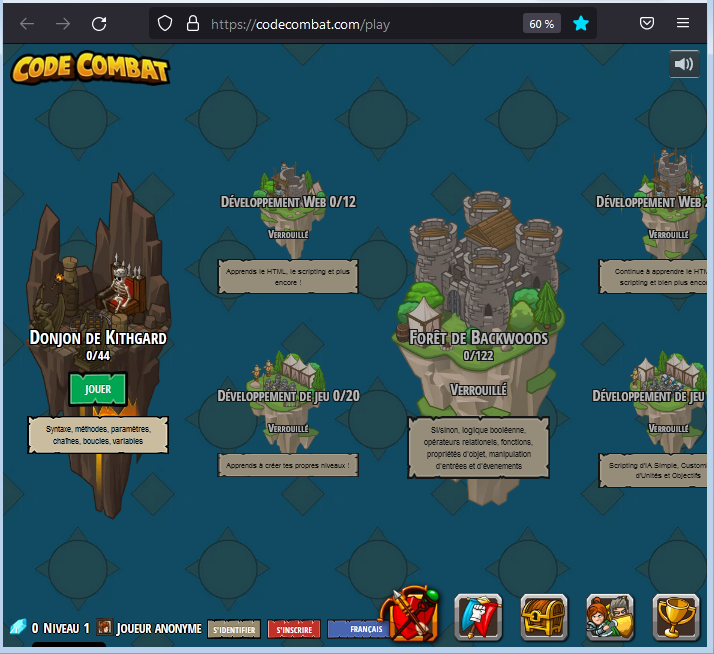 https://codecombat.com/play
60 %
CODE COMBAT
Développement Web 0/12
Verrouillé
Apprends le HTML, le scripting et plus
encore !
Développement Web
Verrouillé
Continue à apprendre le HTM
scripting et bien plus encor
Donjon de Kithgard
0/44
JOUER
Syntaxe, méthodes, paramètres,
chaînes, boucles, variables
Forêt de Backwoods
0/122
Verrouillé
Si/sinon, logique booléenne,
opérateurs relationels, fonctions,
propriétés d'objet, manipulation
d'entrées et d'évenements
Développement de jeu 0/20
Verrouillé
Apprends à créer tes propres niveaux !
Développement de jeu
Verrouillé
Scripting d'IA Simple, Custom
d'Unités et Objectifs
0 Niveau 1 Joueur anonyme S'IDENTIFIER S'INSCRIRE FRANÇAIS